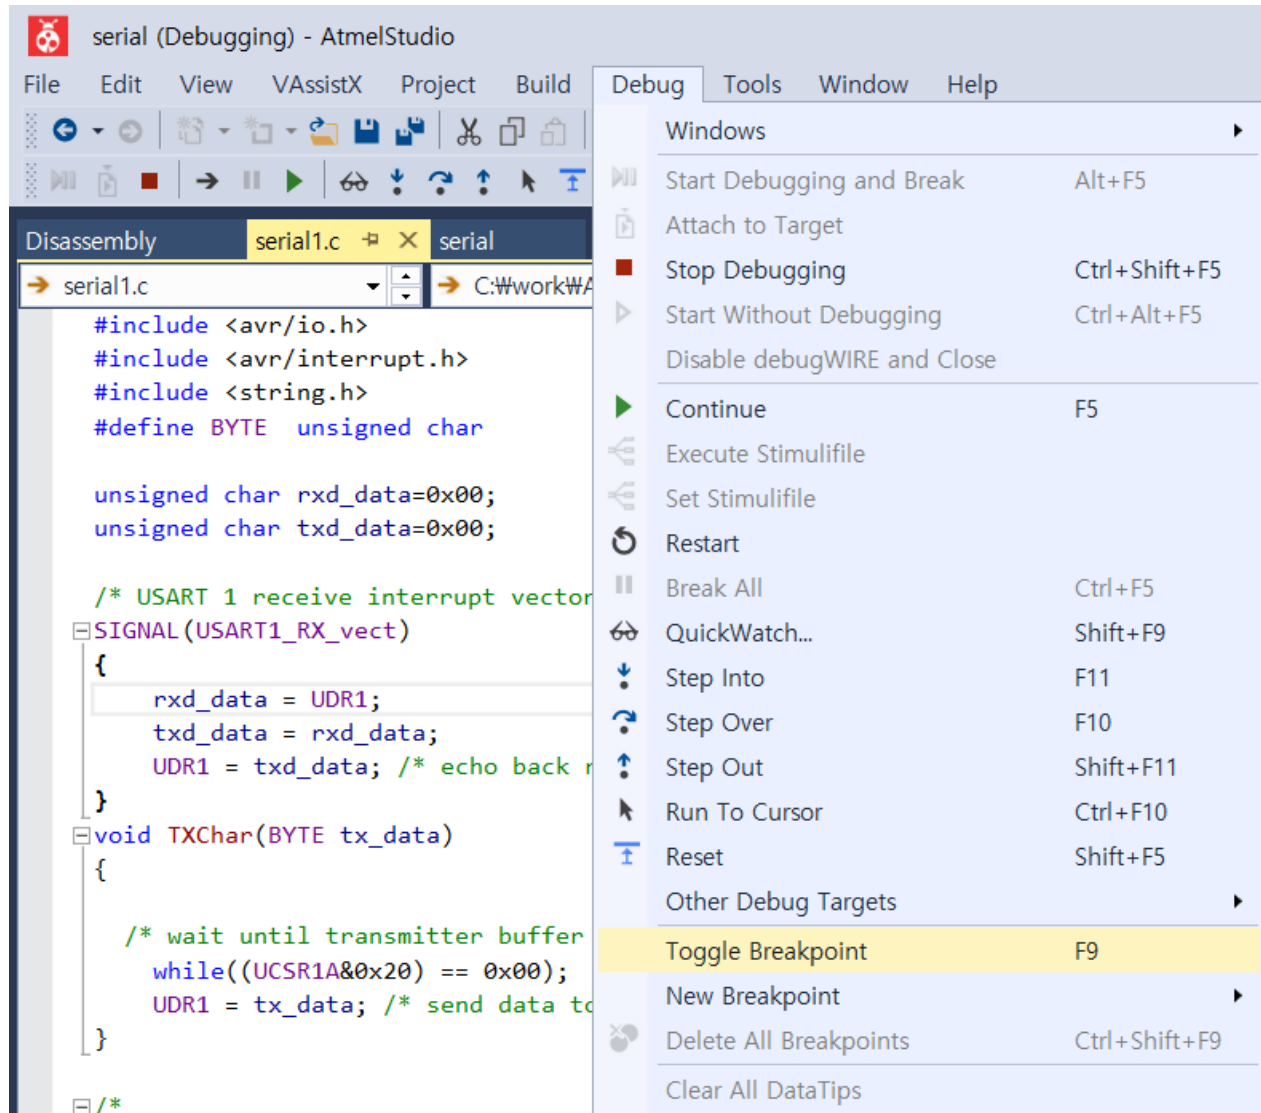 serial (Debugging) - AtmelStudio
File Edit View VAssistX Project Build Debug Tools Window Help
Disassembly serial1.c serial
serial1.c C:₩work₩A
#include <avr/io.h>
#include <avr/interrupt.h>
#include <string.h>
#define BYTE  unsigned char
unsigned char rxd_data=0x00;
unsigned char txd_data=0x00;
/* USART 1 receive interrupt vector
SIGNAL(USART1_RX_vect)
{
rxd_data = UDR1;
txd_data = rxd_data;
UDR1 = txd_data; /* echo back r
}
void TXChar(BYTE tx_data)
{
/* wait until transmitter buffer
while((UCSR1A&0x20) == 0x00);
UDR1 = tx_data; /* send data to
}
/*
Windows
Start Debugging and Break Alt+F5
Attach to Target
Stop Debugging Ctrl+Shift+F5
Start Without Debugging Ctrl+Alt+F5
Disable debugWIRE and Close
Continue F5
Execute Stimulifile
Set Stimulifile
Restart
Break All Ctrl+F5
QuickWatch... Shift+F9
Step Into F11
Step Over F10
Step Out Shift+F11
Run To Cursor Ctrl+F10
Reset Shift+F5
Other Debug Targets
Toggle Breakpoint F9
New Breakpoint
Delete All Breakpoints Ctrl+Shift+F9
Clear All DataTips